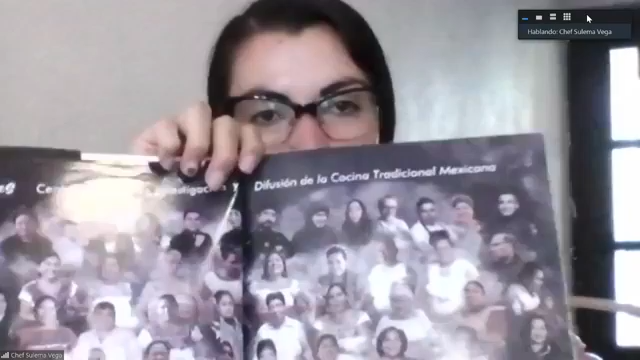 Hablando: Chef Sulema Vega
Difusión de la Cocina Tradicional Mexicana
Chef Sulema Vega